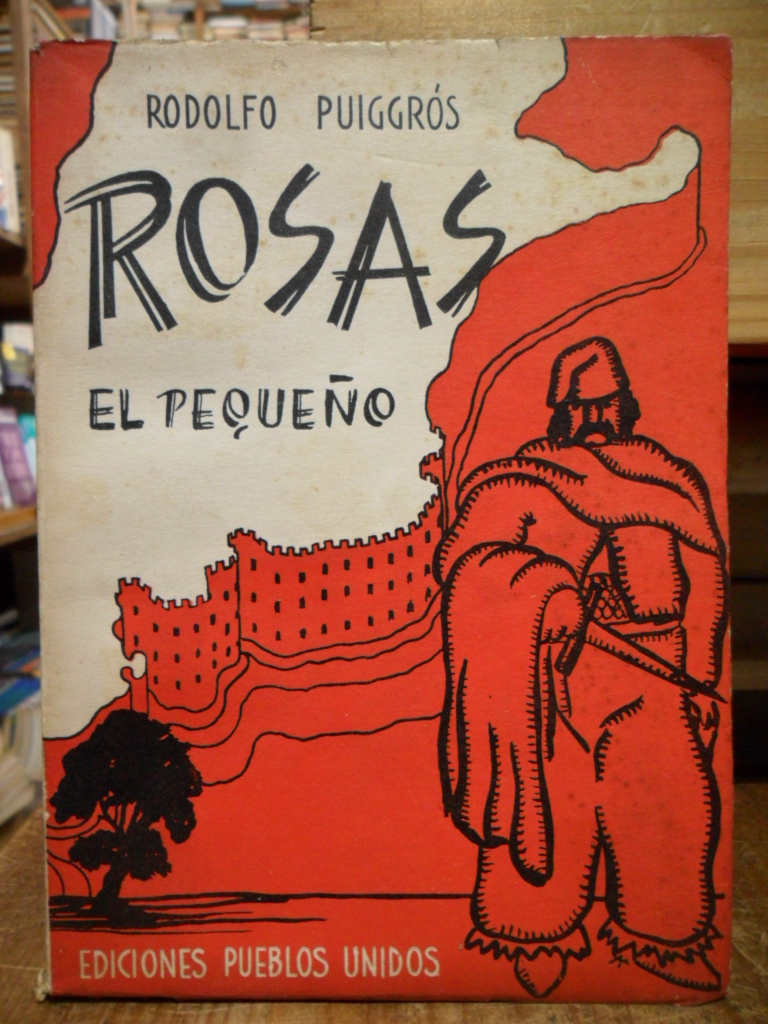 RODOLFO PUIGGRÓS
ROSAS
EL PEQUEÑO
EDICIONES PUEBLOS UNIDOS